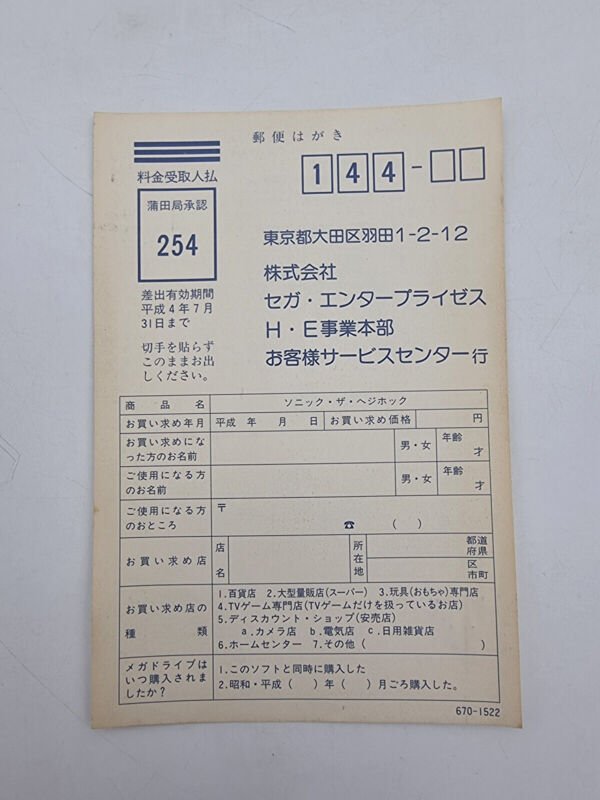 郵便はがき
料金受取人払
蒲田局承認
254
差出有効期間
平成4年7月
31日まで
切手を貼らず
このままお出
しください。
144-
東京都大田区羽田1-2-12
株式会社
セガ・エンタープライゼス
H・E事業本部
お客様サービスセンター行
商品名 ソニック・ザ・ヘジホック
お買い求め年月 平成 年 月 日 お買い求め価格 円
お買い求めにな
った方のお名前 男・女 年齢 才
ご使用になる方
のお名前 男・女 年齢 才
ご使用になる方
のおところ 〒 ☎ ( )
お買い求め店 店名 所在地 都道府県 区市町
お買い求め店の
種類
1.百貨店 2.大型量販店(スーパー) 3.玩具(おもちゃ)専門店
4.TVゲーム専門店(TVゲームだけを扱っているお店)
5.ディスカウント・ショップ(安売店)
a.カメラ店 b.電気店 c.日用雑貨店
6.ホームセンター 7.その他( )
メガドライブは
いつ購入されま
したか?
1.このソフトと同時に購入した
2.昭和・平成( )年( )月ごろ購入した。
670-1522